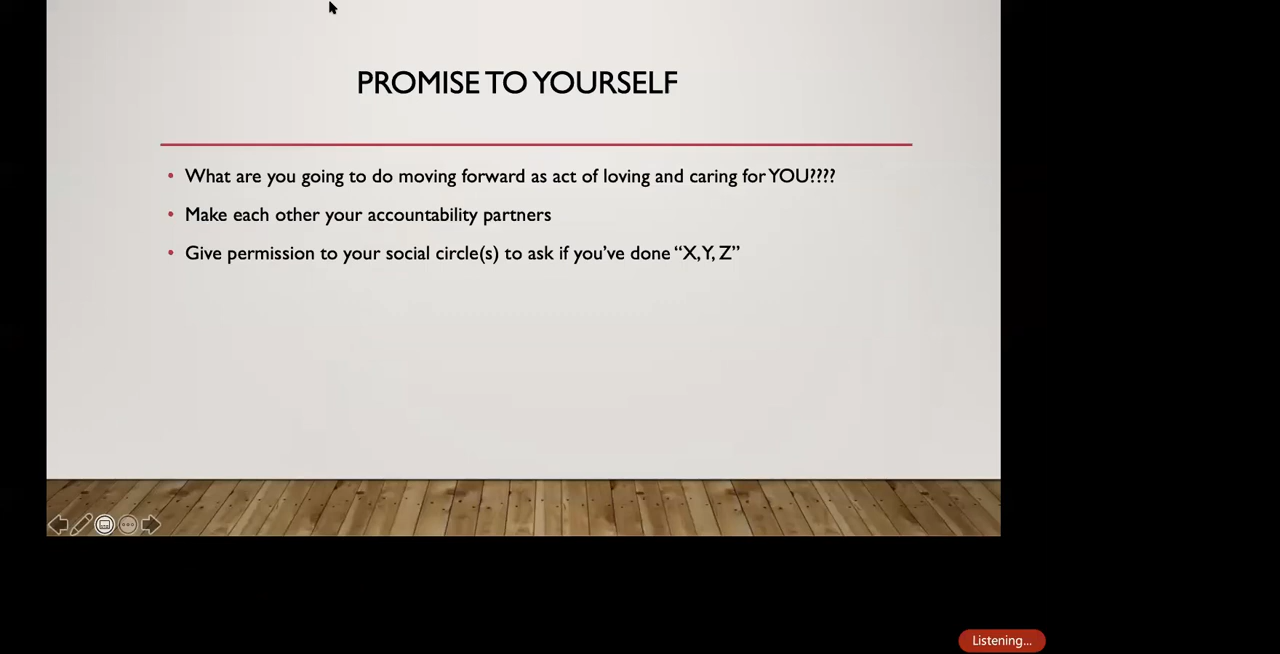 PROMISE TO YOURSELF
What are you going to do moving forward as act of loving and caring for YOU????
Make each other your accountability partners
Give permission to your social circle(s) to ask if you’ve done “X, Y, Z”
Listening...